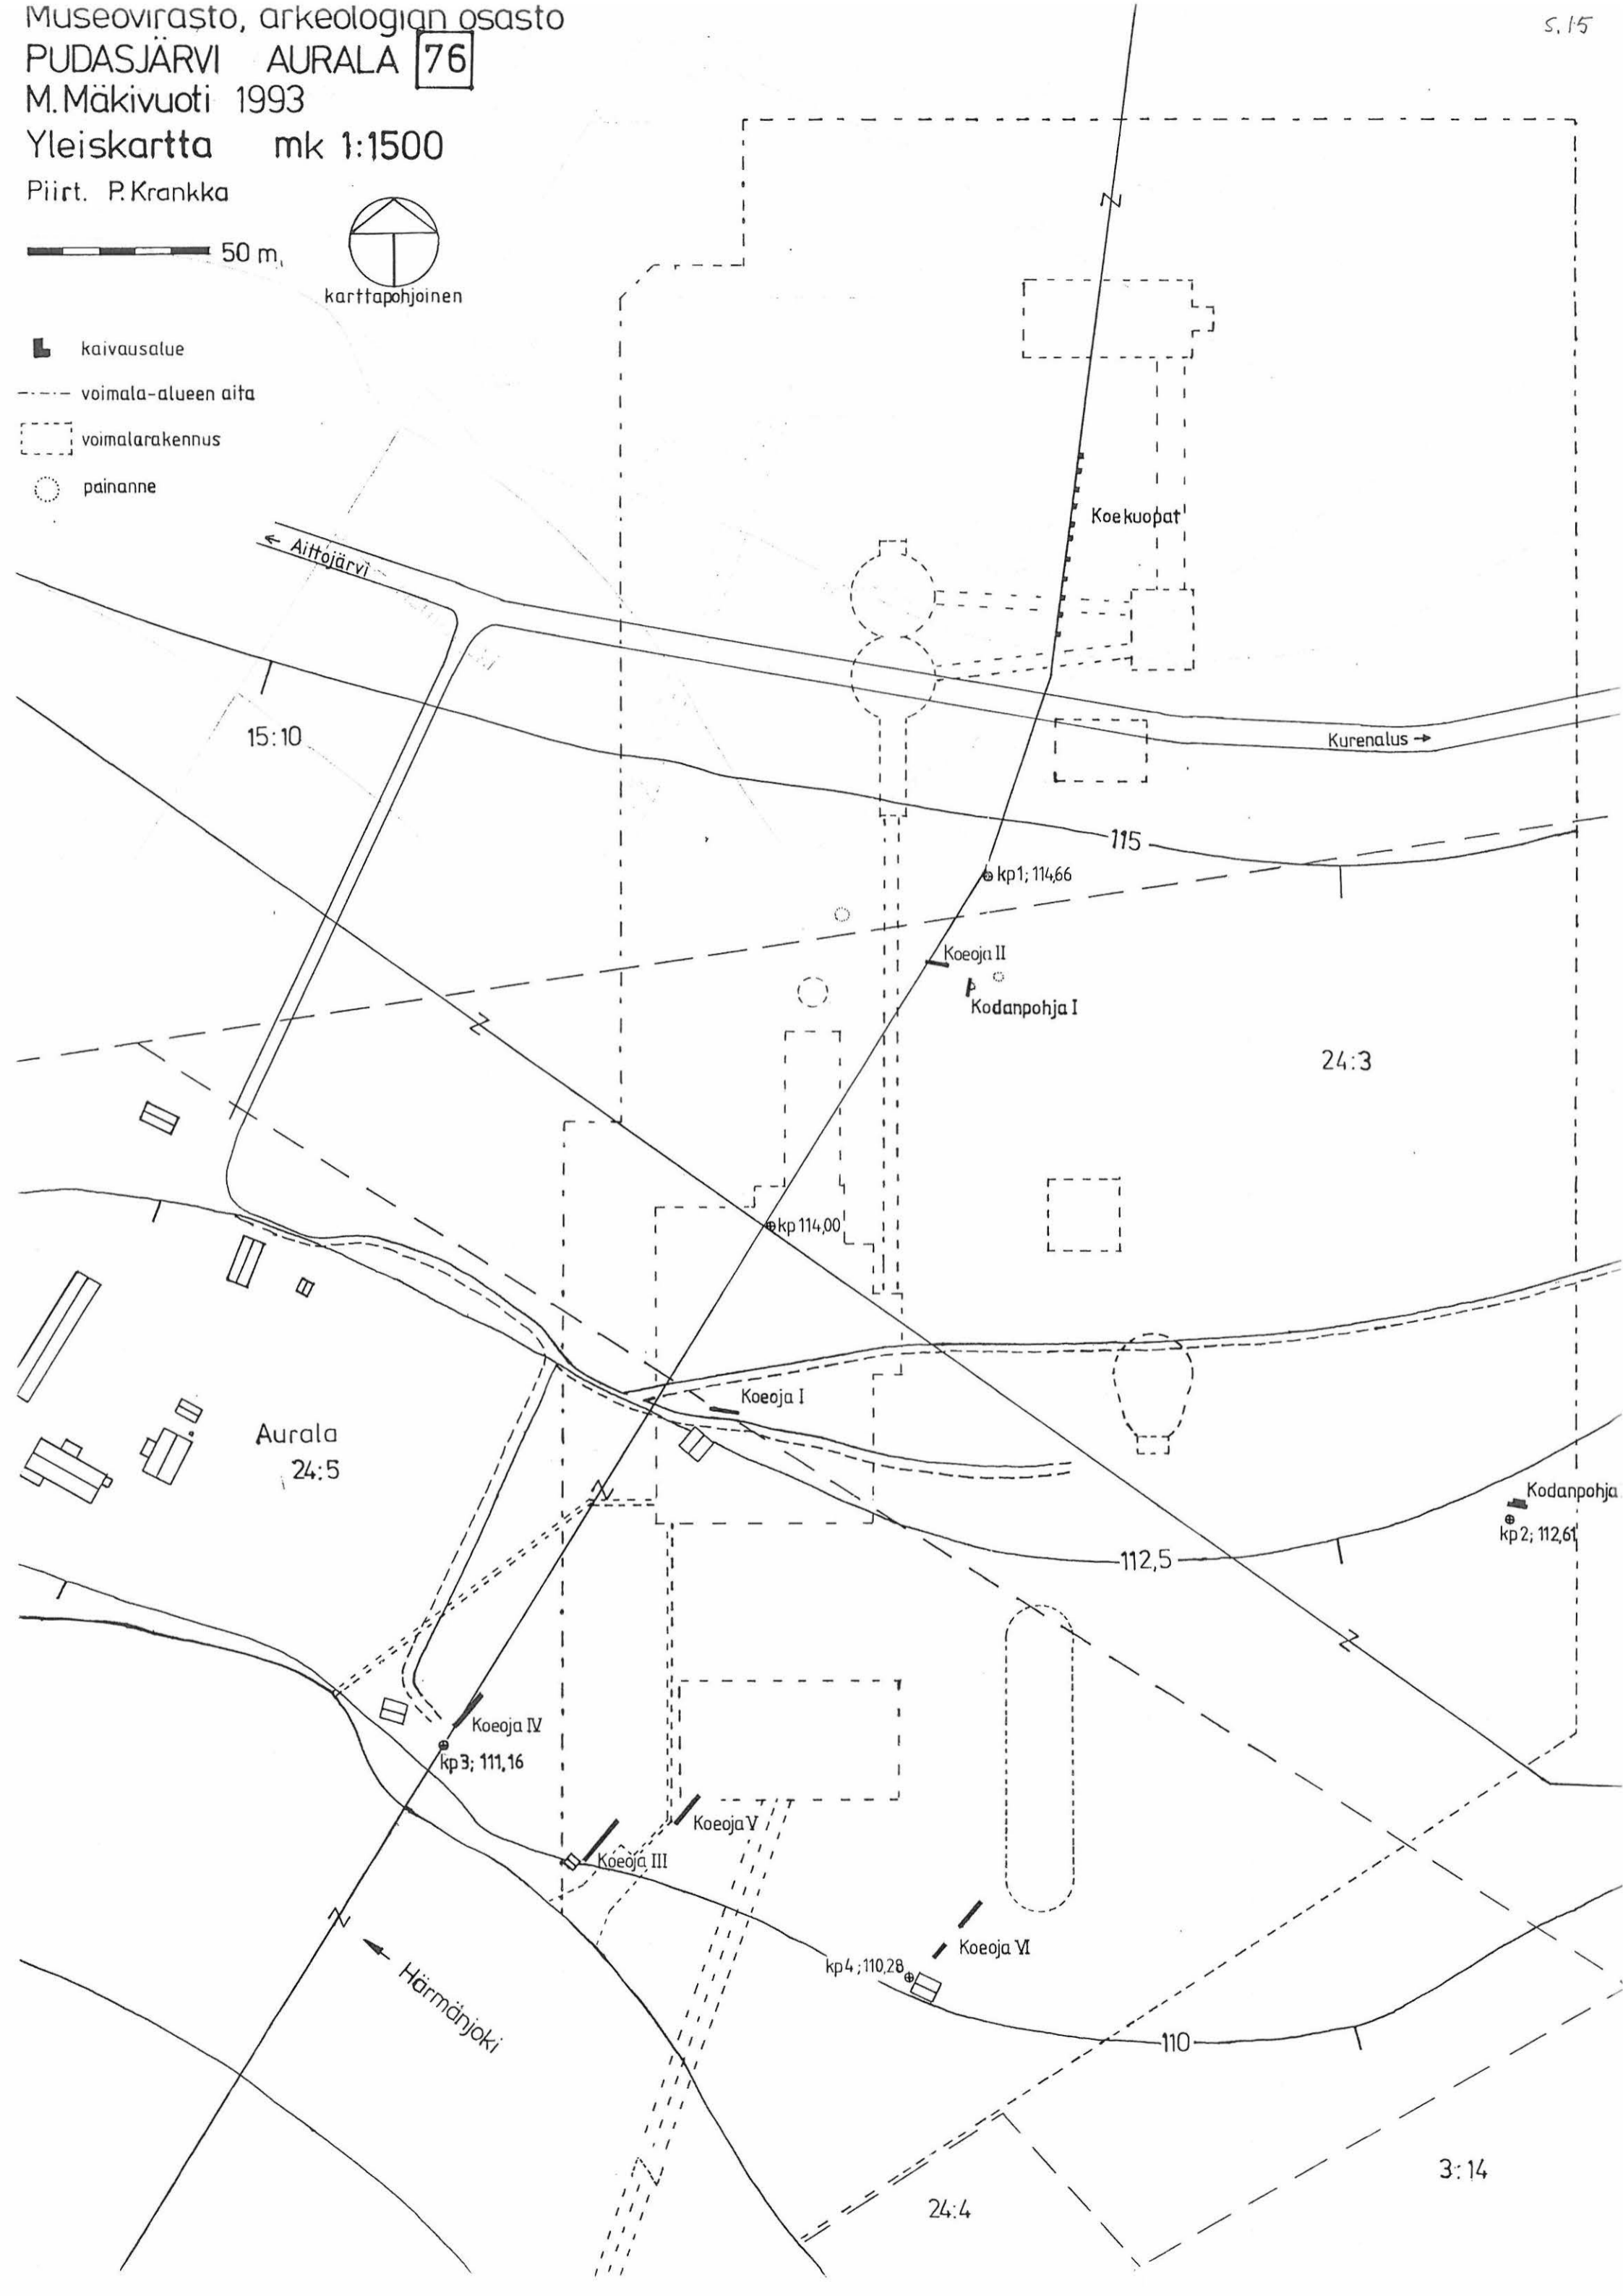 Museovirasto, arkeologian osasto
S. 15
PUDASJÄRVI AURALA 76
M. Mäkivuoti 1993
Yleiskartta mk 1:1500
Piirt. P. Krankka
50 m
karttapohjoinen
kaivausalue
voimala-alueen aita
voimalarakennus
painanne
Koekuopat
← Aittojärvi
15:10
Kurenalus →
115
kp1; 114,66
Koeoja II
Kodanpohja I
24:3
kp 114,00
Koeoja I
Aurala
24:5
Kodanpohja
kp2; 112,61
112,5
Koeoja IV
kp3; 111,16
Koeoja V
Koeoja III
Koeoja VI
kp4; 110,28
Härmänjoki
110
3:14
24:4